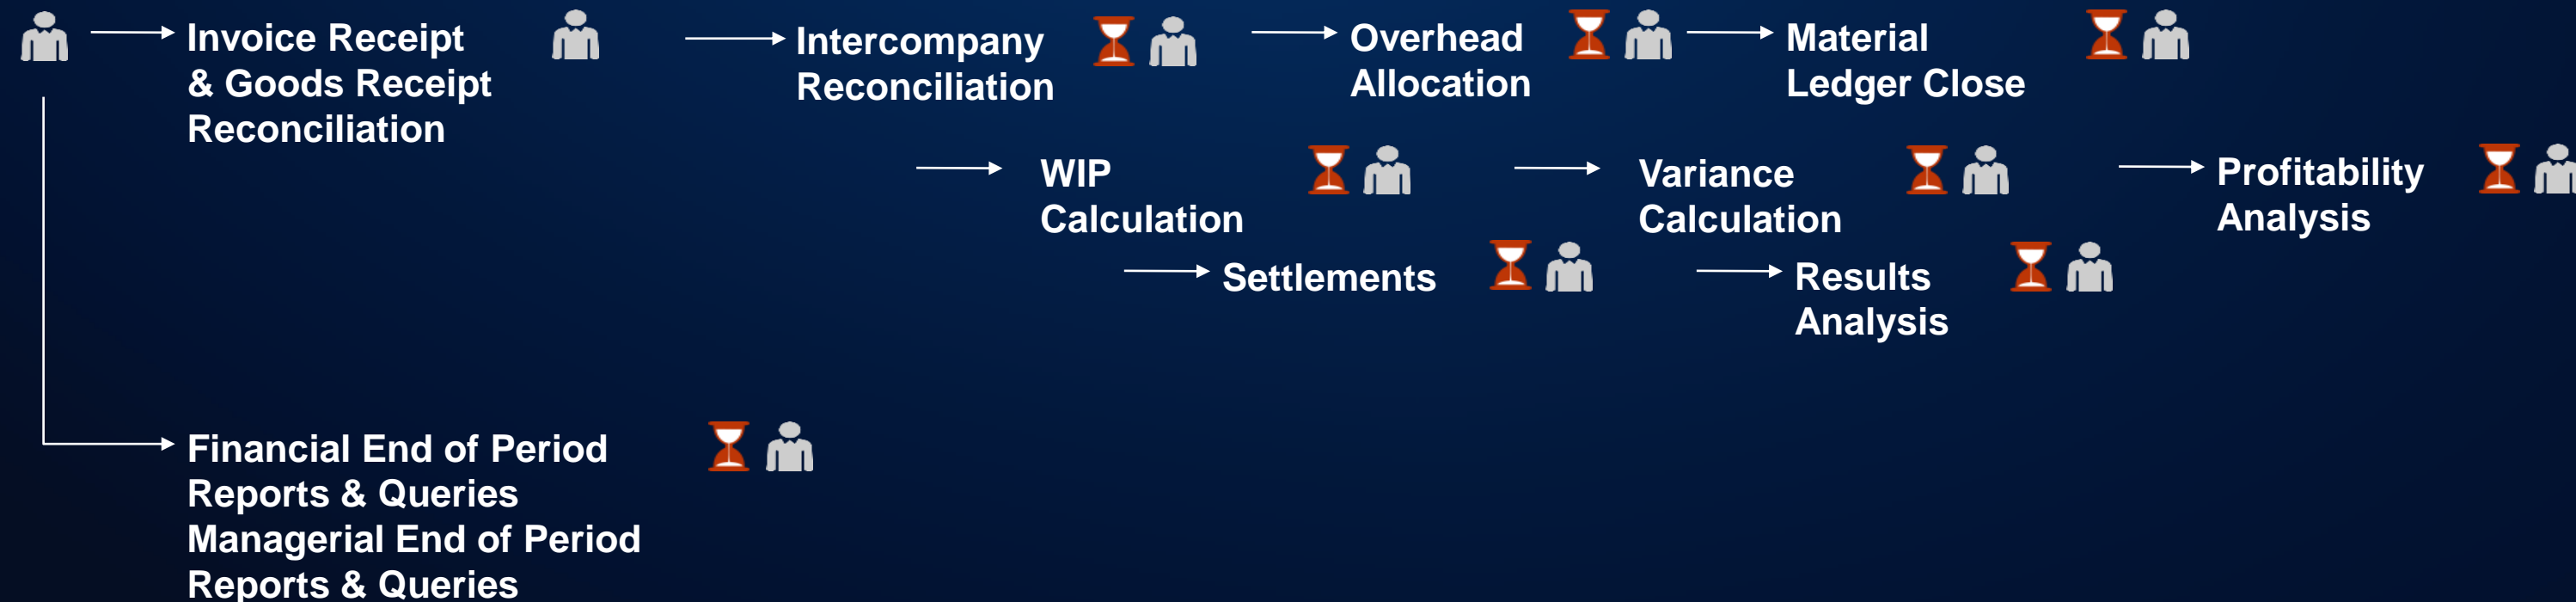 Invoice Receipt
& Goods Receipt
Reconciliation
Intercompany
Reconciliation
Overhead
Allocation
Material
Ledger Close
WIP
Calculation
Variance
Calculation
Profitability
Analysis
Settlements
Results
Analysis
Financial End of Period
Reports & Queries
Managerial End of Period
Reports & Queries